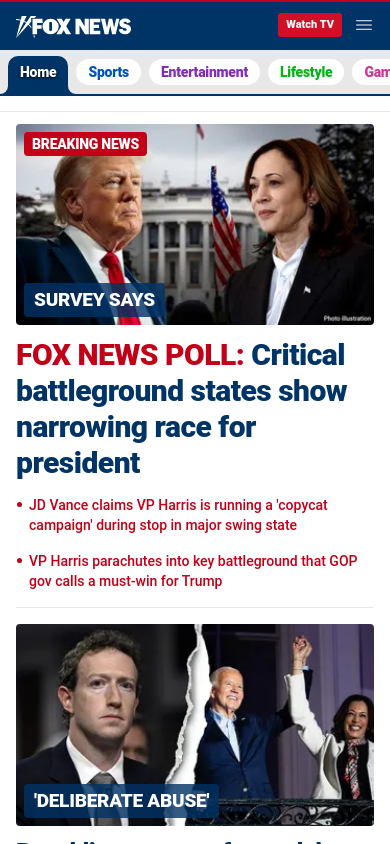 FOX NEWS
Watch TV
Home
Sports
Entertainment
Lifestyle
BREAKING NEWS
SURVEY SAYS
Photo illustration
FOX NEWS POLL: Critical
battleground states show
narrowing race for
president
JD Vance claims VP Harris is running a 'copycat
campaign' during stop in major swing state
VP Harris parachutes into key battleground that GOP
gov calls a must-win for Trump
'DELIBERATE ABUSE'